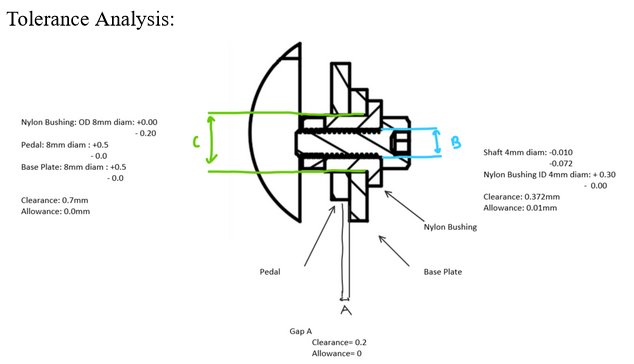 Tolerance Analysis:
Nylon Bushing: OD 8mm diam: +0.00
- 0.20
Pedal: 8mm diam : +0.5
- 0.0
Base Plate: 8mm diam : +0.5
- 0.0
Clearance: 0.7mm
Allowance: 0.0mm
C
B
Shaft 4mm diam: -0.010
-0.072
Nylon Bushing ID 4mm diam: + 0.30
- 0.00
Clearance: 0.372mm
Allowance: 0.01mm
Nylon Bushing
Pedal
Base Plate
A
Gap A
Clearance= 0.2
Allowance= 0